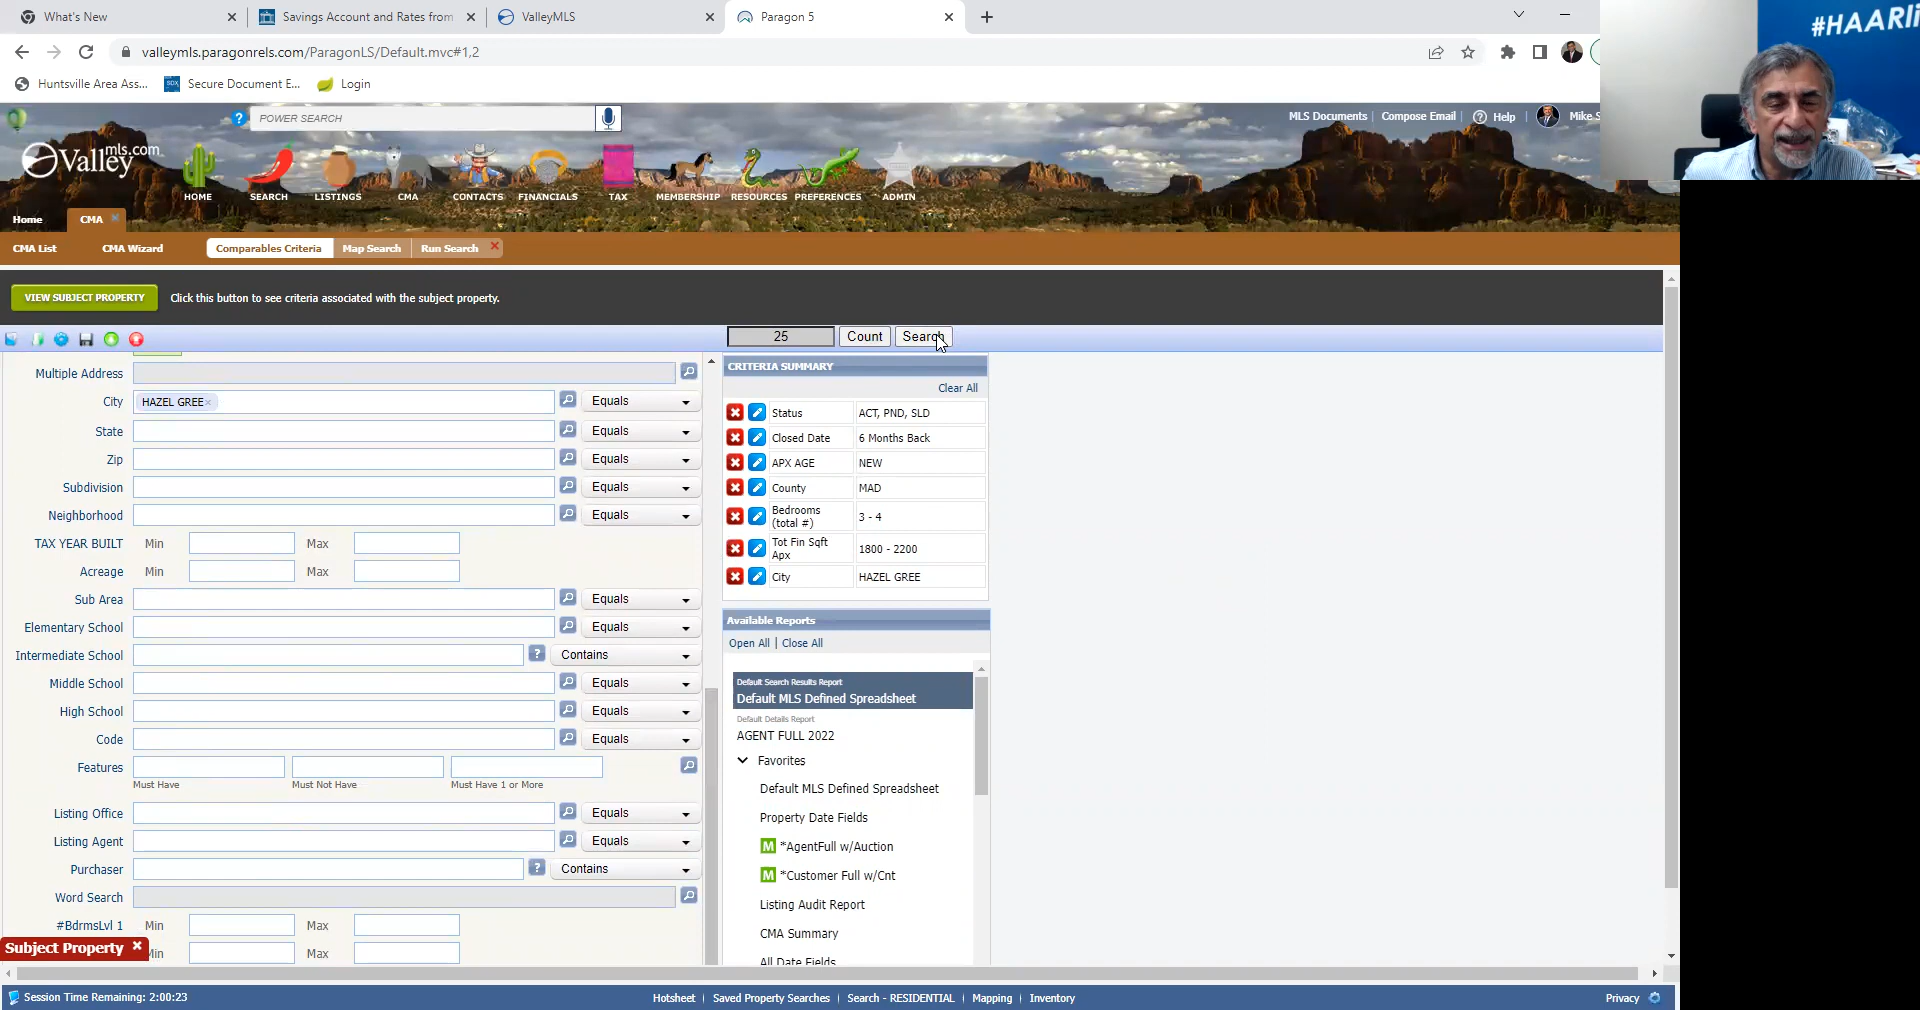 What's New
Savings Account and Rates from
ValleyMLS
Paragon 5
valleymls.paragonrels.com/ParagonLS/Default.mvc#1,2
Huntsville Area Ass...
Secure Document E...
Login
#HAARli
POWER SEARCH
MLS Documents
Compose Email
Help
Mike S
Valley mls.com
HOME
SEARCH
LISTINGS
CMA
CONTACTS
FINANCIALS
TAX
MEMBERSHIP
RESOURCES
PREFERENCES
ADMIN
Home
CMA
CMA List
CMA Wizard
Comparables Criteria
Map Search
Run Search
VIEW SUBJECT PROPERTY
Click this button to see criteria associated with the subject property.
25
Count
Search
Multiple Address
City
HAZEL GREE
Equals
State
Equals
Zip
Equals
Subdivision
Equals
Neighborhood
Equals
TAX YEAR BUILT Min Max
Acreage Min Max
Sub Area
Equals
Elementary School
Equals
Intermediate School
Contains
Middle School
Equals
High School
Equals
Code
Equals
Features
Must Have
Must Not Have
Must Have 1 or More
Listing Office
Equals
Listing Agent
Equals
Purchaser
Contains
Word Search
#BdrmsLvl 1 Min Max
Min Max
Subject Property
CRITERIA SUMMARY
Clear All
Status ACT, PND, SLD
Closed Date 6 Months Back
APX AGE NEW
County MAD
Bedrooms (total #) 3 - 4
Tot Fin Sqft Apx 1800 - 2200
City HAZEL GREE
Available Reports
Open All | Close All
Default Search Results Report
Default MLS Defined Spreadsheet
Default Details Report
AGENT FULL 2022
Favorites
Default MLS Defined Spreadsheet
Property Date Fields
M *AgentFull w/Auction
M *Customer Full w/Cnt
Listing Audit Report
CMA Summary
All Date Fields
Session Time Remaining: 2:00:23
Hotsheet
Saved Property Searches
Search - RESIDENTIAL
Mapping
Inventory
Privacy